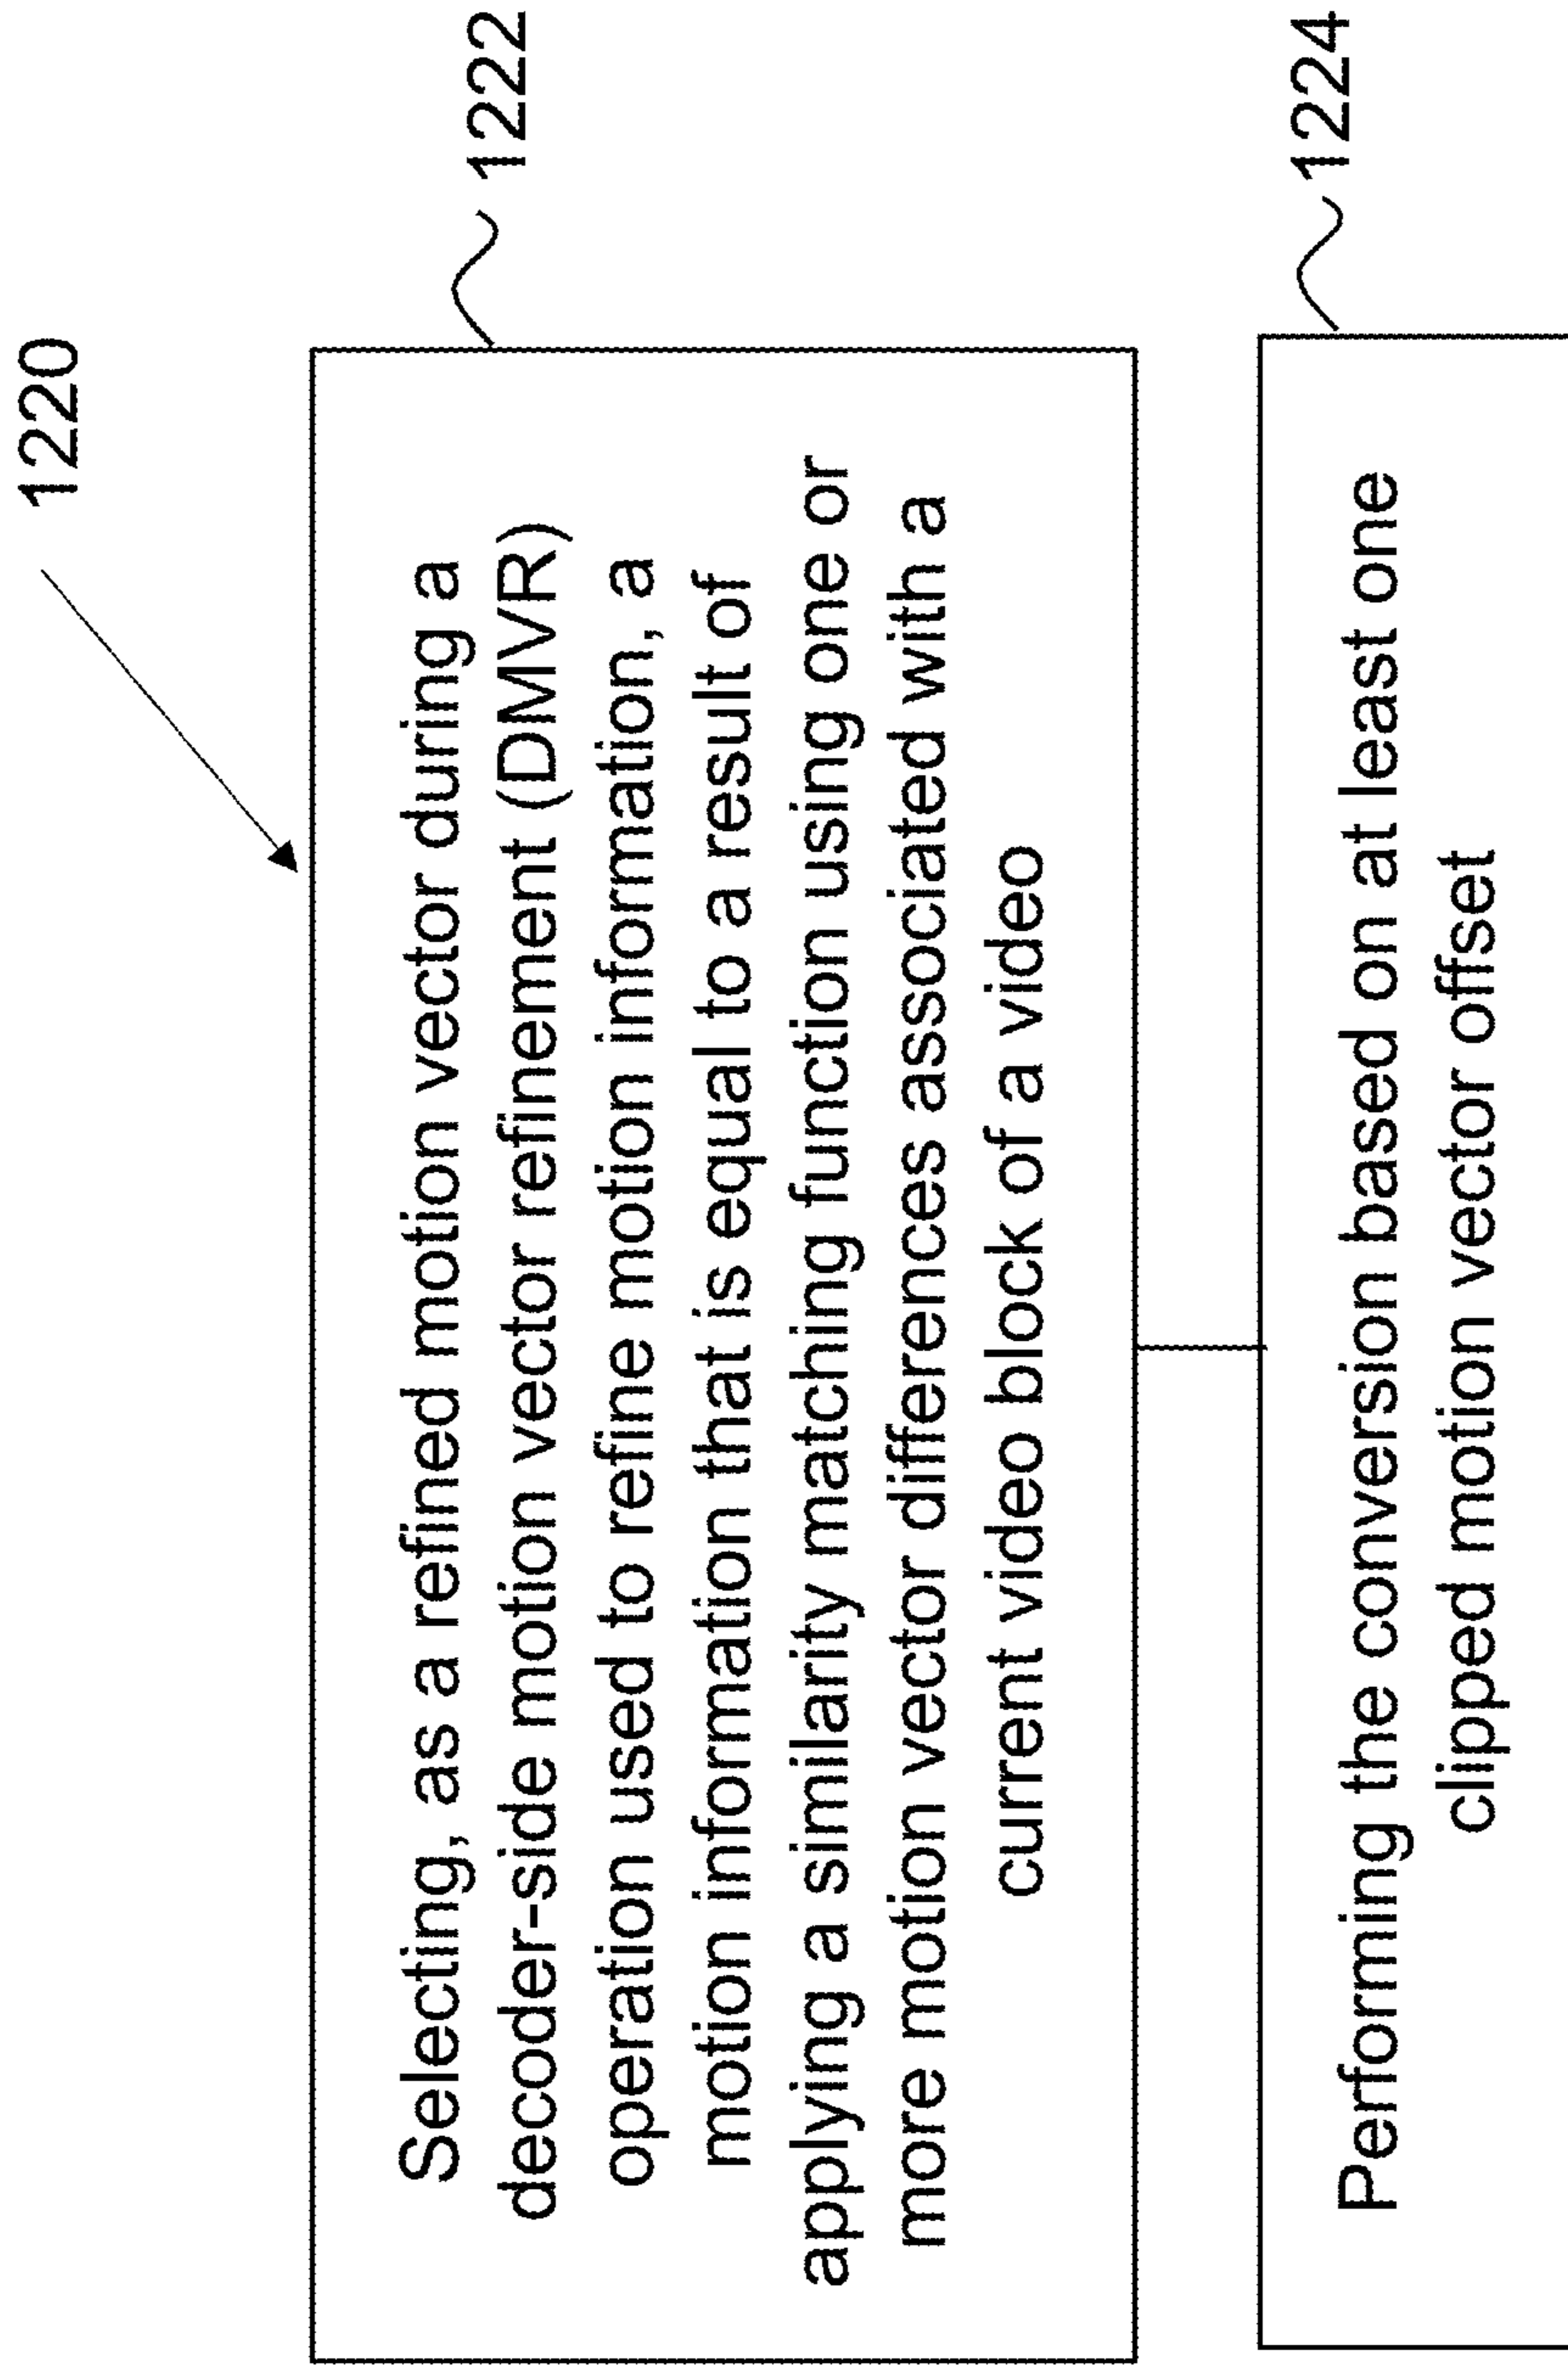 1220
Selecting, as a refined motion vector during a
decoder-side motion vector refinement (DMVR)
operation used to refine motion information, a
motion information that is equal to a result of
applying a similarity matching function using one or
more motion vector differences associated with a
current video block of a video
1222
Performing the conversion based on at least one
clipped motion vector offset
1224